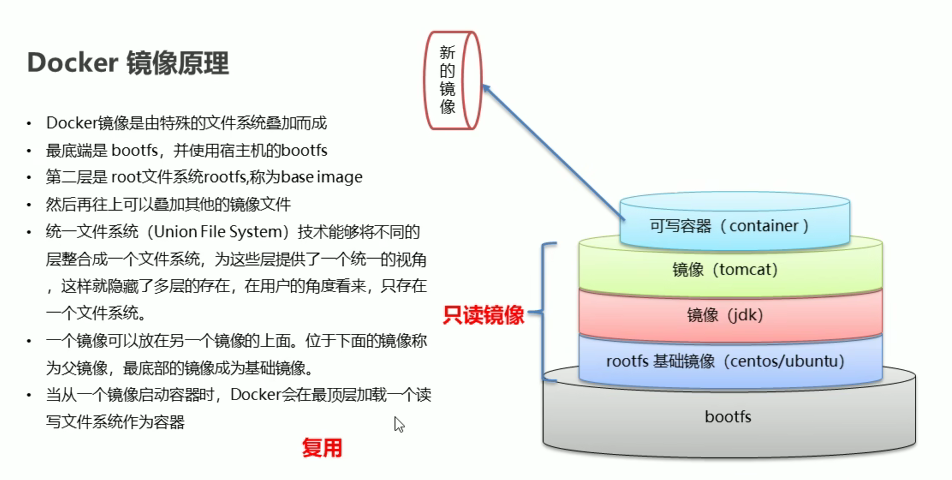 Docker 镜像原理
• Docker镜像是由特殊的文件系统叠加而成
• 最底端是 bootfs，并使用宿主机的bootfs
• 第二层是 root文件系统rootfs,称为base image
• 然后再往上可以叠加其他的镜像文件
• 统一文件系统（Union File System）技术能够将不同的
层整合成一个文件系统，为这些层提供了一个统一的视角
，这样就隐藏了多层的存在，在用户的角度看来，只存在
一个文件系统。
• 一个镜像可以放在另一个镜像的上面。位于下面的镜像称
为父镜像，最底部的镜像成为基础镜像。
• 当从一个镜像启动容器时，Docker会在最顶层加载一个读
写文件系统作为容器
复用
新的镜像
可写容器（container）
镜像（tomcat）
只读镜像
镜像（jdk）
rootfs 基础镜像（centos/ubuntu）
bootfs